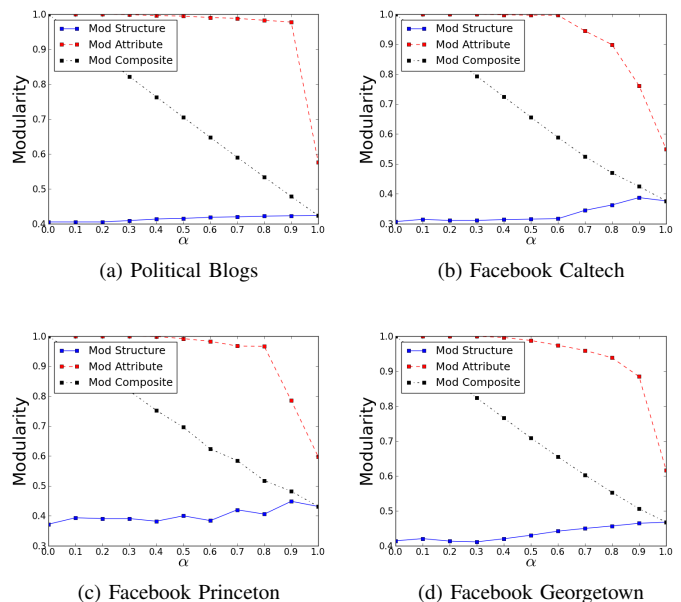 1.0
0.9
0.8
0.7
0.6
0.5
0.4
Modularity
Mod Structure
Mod Attribute
Mod Composite
0.0 0.1 0.2 0.3 0.4 0.5 0.6 0.7 0.8 0.9 1.0
α
(a) Political Blogs
1.0
0.9
0.8
0.7
0.6
0.5
0.4
0.3
Modularity
Mod Structure
Mod Attribute
Mod Composite
0.0 0.1 0.2 0.3 0.4 0.5 0.6 0.7 0.8 0.9 1.0
α
(b) Facebook Caltech
1.0
0.9
0.8
0.7
0.6
0.5
0.4
0.3
Modularity
Mod Structure
Mod Attribute
Mod Composite
0.0 0.1 0.2 0.3 0.4 0.5 0.6 0.7 0.8 0.9 1.0
α
(c) Facebook Princeton
1.0
0.9
0.8
0.7
0.6
0.5
0.4
0.3
Modularity
Mod Structure
Mod Attribute
Mod Composite
0.0 0.1 0.2 0.3 0.4 0.5 0.6 0.7 0.8 0.9 1.0
α
(d) Facebook Georgetown